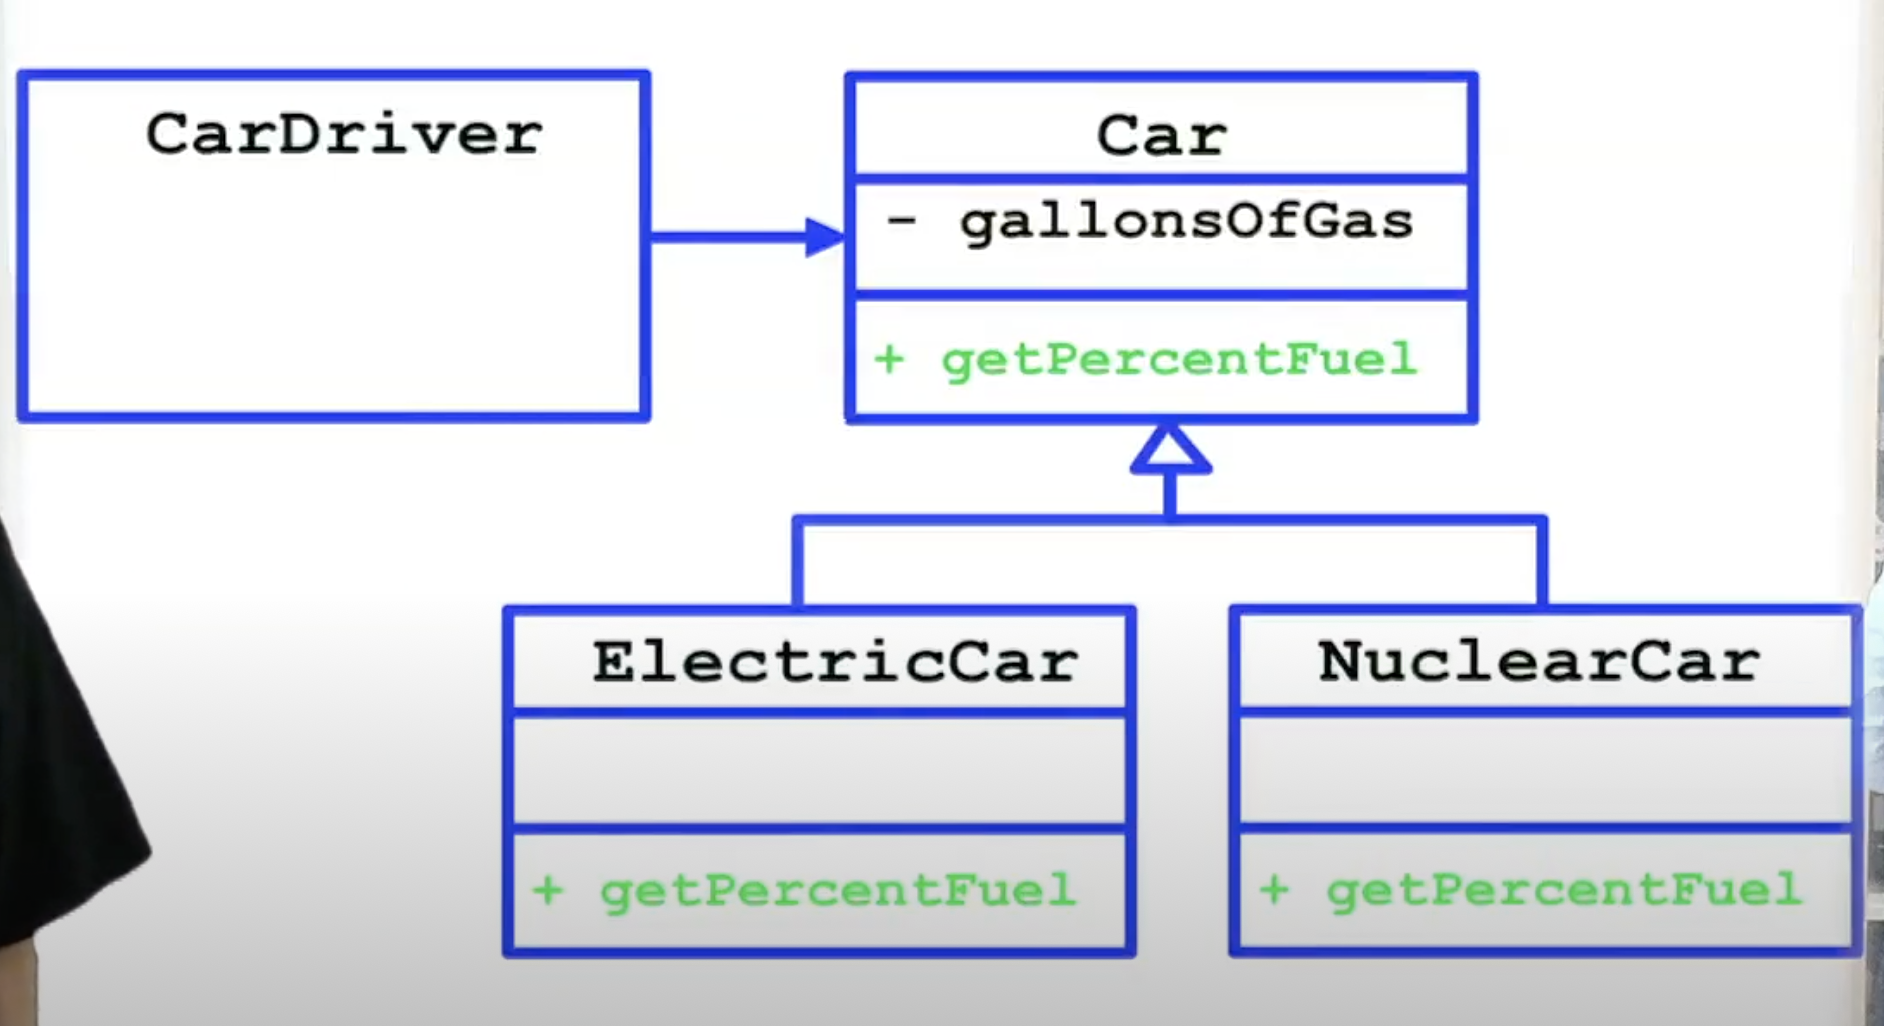 CarDriver
Car
- gallonsOfGas
+ getPercentFuel
ElectricCar
+ getPercentFuel
NuclearCar
+ getPercentFuel